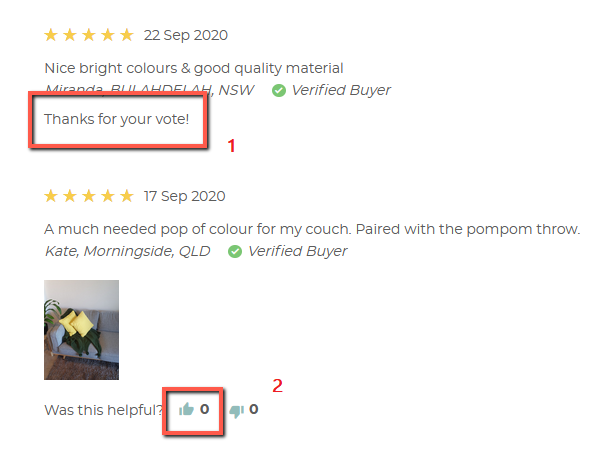 22 Sep 2020
Nice bright colours & good quality material
Miranda, BULAHDELAH, NSW Verified Buyer
Thanks for your vote!
1
17 Sep 2020
A much needed pop of colour for my couch. Paired with the pompom throw.
Kate, Morningside, QLD Verified Buyer
2
Was this helpful? 0 0